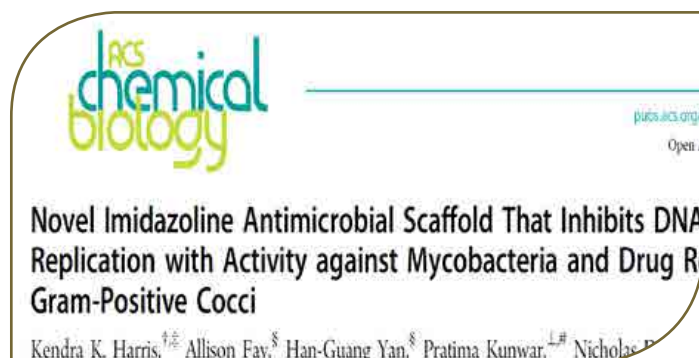 ACS
chemical
biology
pubs.acs.org
Open
Novel Imidazoline Antimicrobial Scaffold That Inhibits DNA
Replication with Activity against Mycobacteria and Drug
Gram-Positive Cocci
Kendra K. Harris,†,‡ Allison Fay,§ Han-Guang Yan,§ Pratima Kunwar,⊥,# Nicholas